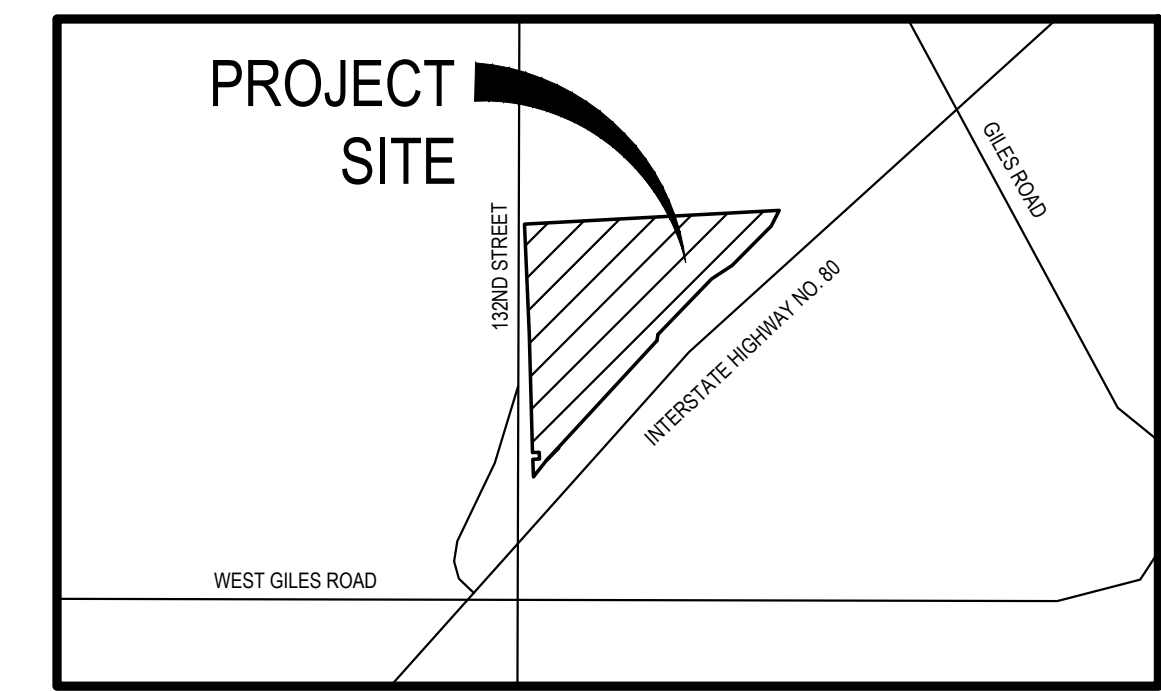 PROJECT
SITE
GILES ROAD
132ND STREET
INTERSTATE HIGHWAY NO. 80
WEST GILES ROAD